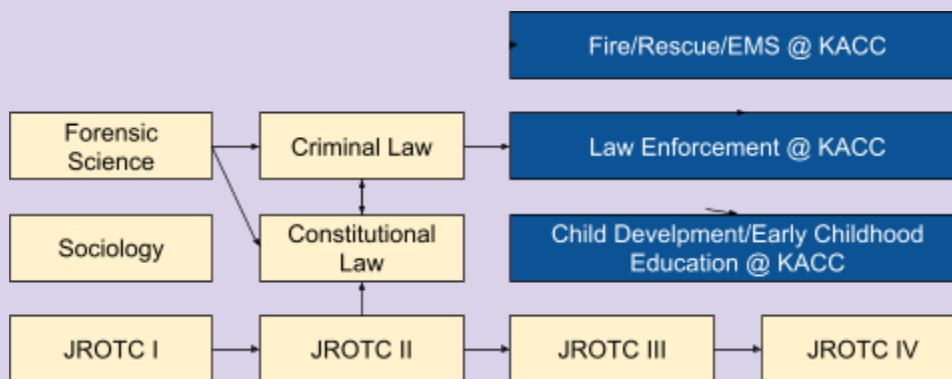 Fire/Rescue/EMS @ KACC
Forensic
Science
Criminal Law
Law Enforcement @ KACC
Sociology
Constitutional
Law
Child Develpment/Early Childhood
Education @ KACC
JROTC I
JROTC II
JROTC III
JROTC IV